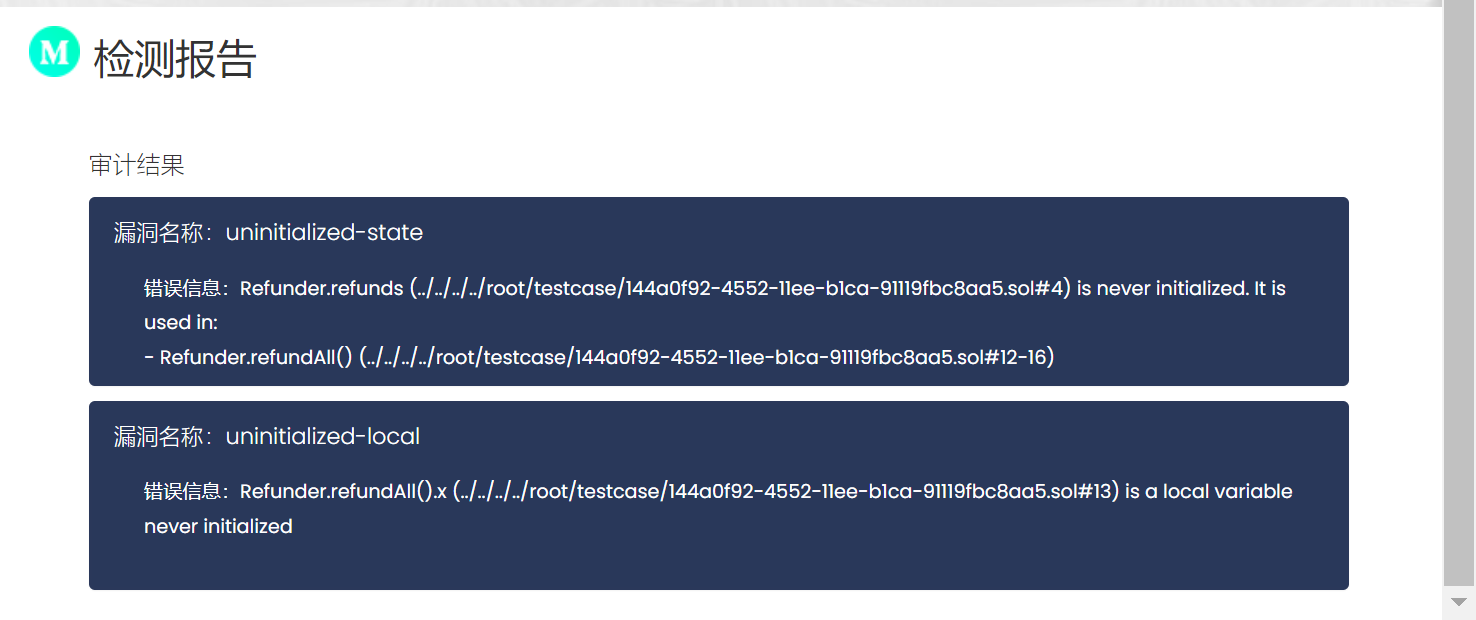 M 检测报告
审计结果
漏洞名称：uninitialized-state
错误信息：Refunder.refunds (../../../../root/testcase/144a0f92-4552-11ee-b1ca-91119fbc8aa5.sol#4) is never initialized. It is
used in:
- Refunder.refundAll() (../../../../root/testcase/144a0f92-4552-11ee-b1ca-91119fbc8aa5.sol#12-16)
漏洞名称：uninitialized-local
错误信息：Refunder.refundAll().x (../../../../root/testcase/144a0f92-4552-11ee-b1ca-91119fbc8aa5.sol#13) is a local variable
never initialized